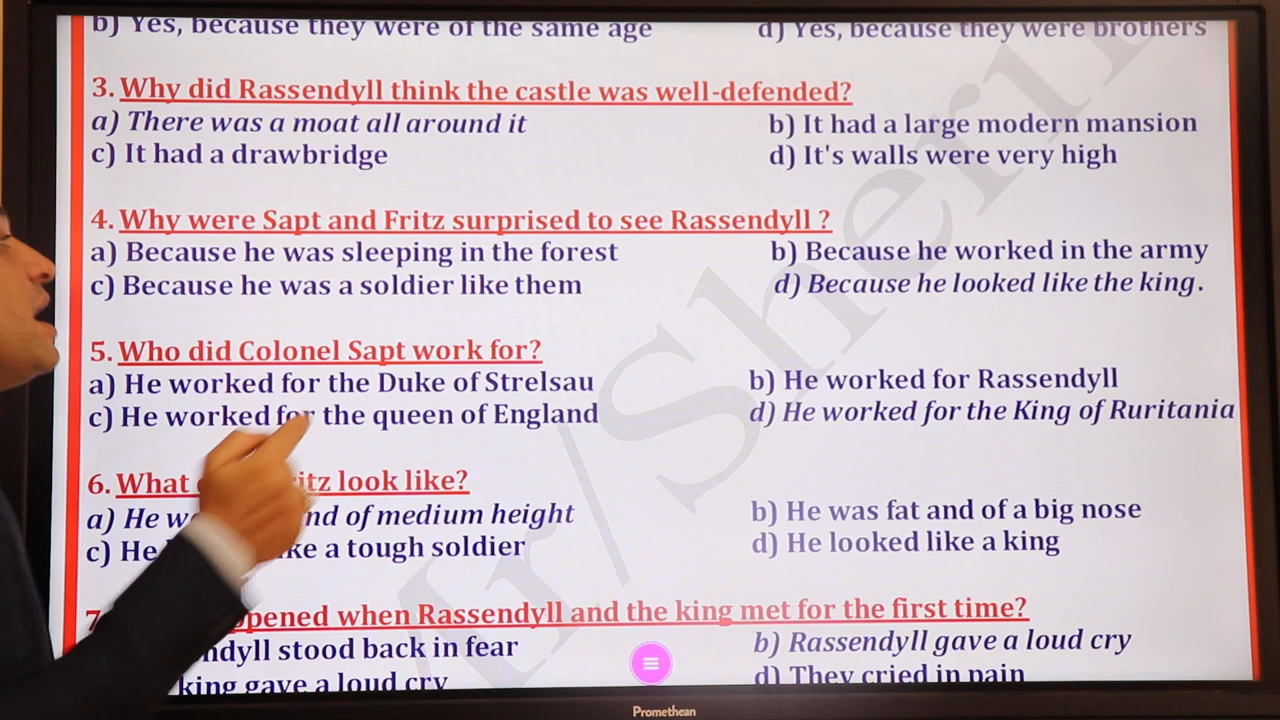 b) Yes, because they were of the same age d) Yes, because they were brothers
3. Why did Rassendyll think the castle was well-defended?
a) There was a moat all around it b) It had a large modern mansion
c) It had a drawbridge d) It's walls were very high
4. Why were Sapt and Fritz surprised to see Rassendyll ?
a) Because he was sleeping in the forest b) Because he worked in the army
c) Because he was a soldier like them d) Because he looked like the king.
5. Who did Colonel Sapt work for?
a) He worked for the Duke of Strelsau b) He worked for Rassendyll
c) He worked for the queen of England d) He worked for the King of Ruritania
6. What look like?
a) He of medium height b) He was fat and of a big nose
c) He a tough soldier d) He looked like a king
7 when Rassendyll and the king met for the first time?
stood back in fear b) Rassendyll gave a loud cry
king gave a loud cry d) They cried in pain
Mr/Sherif
Promethean